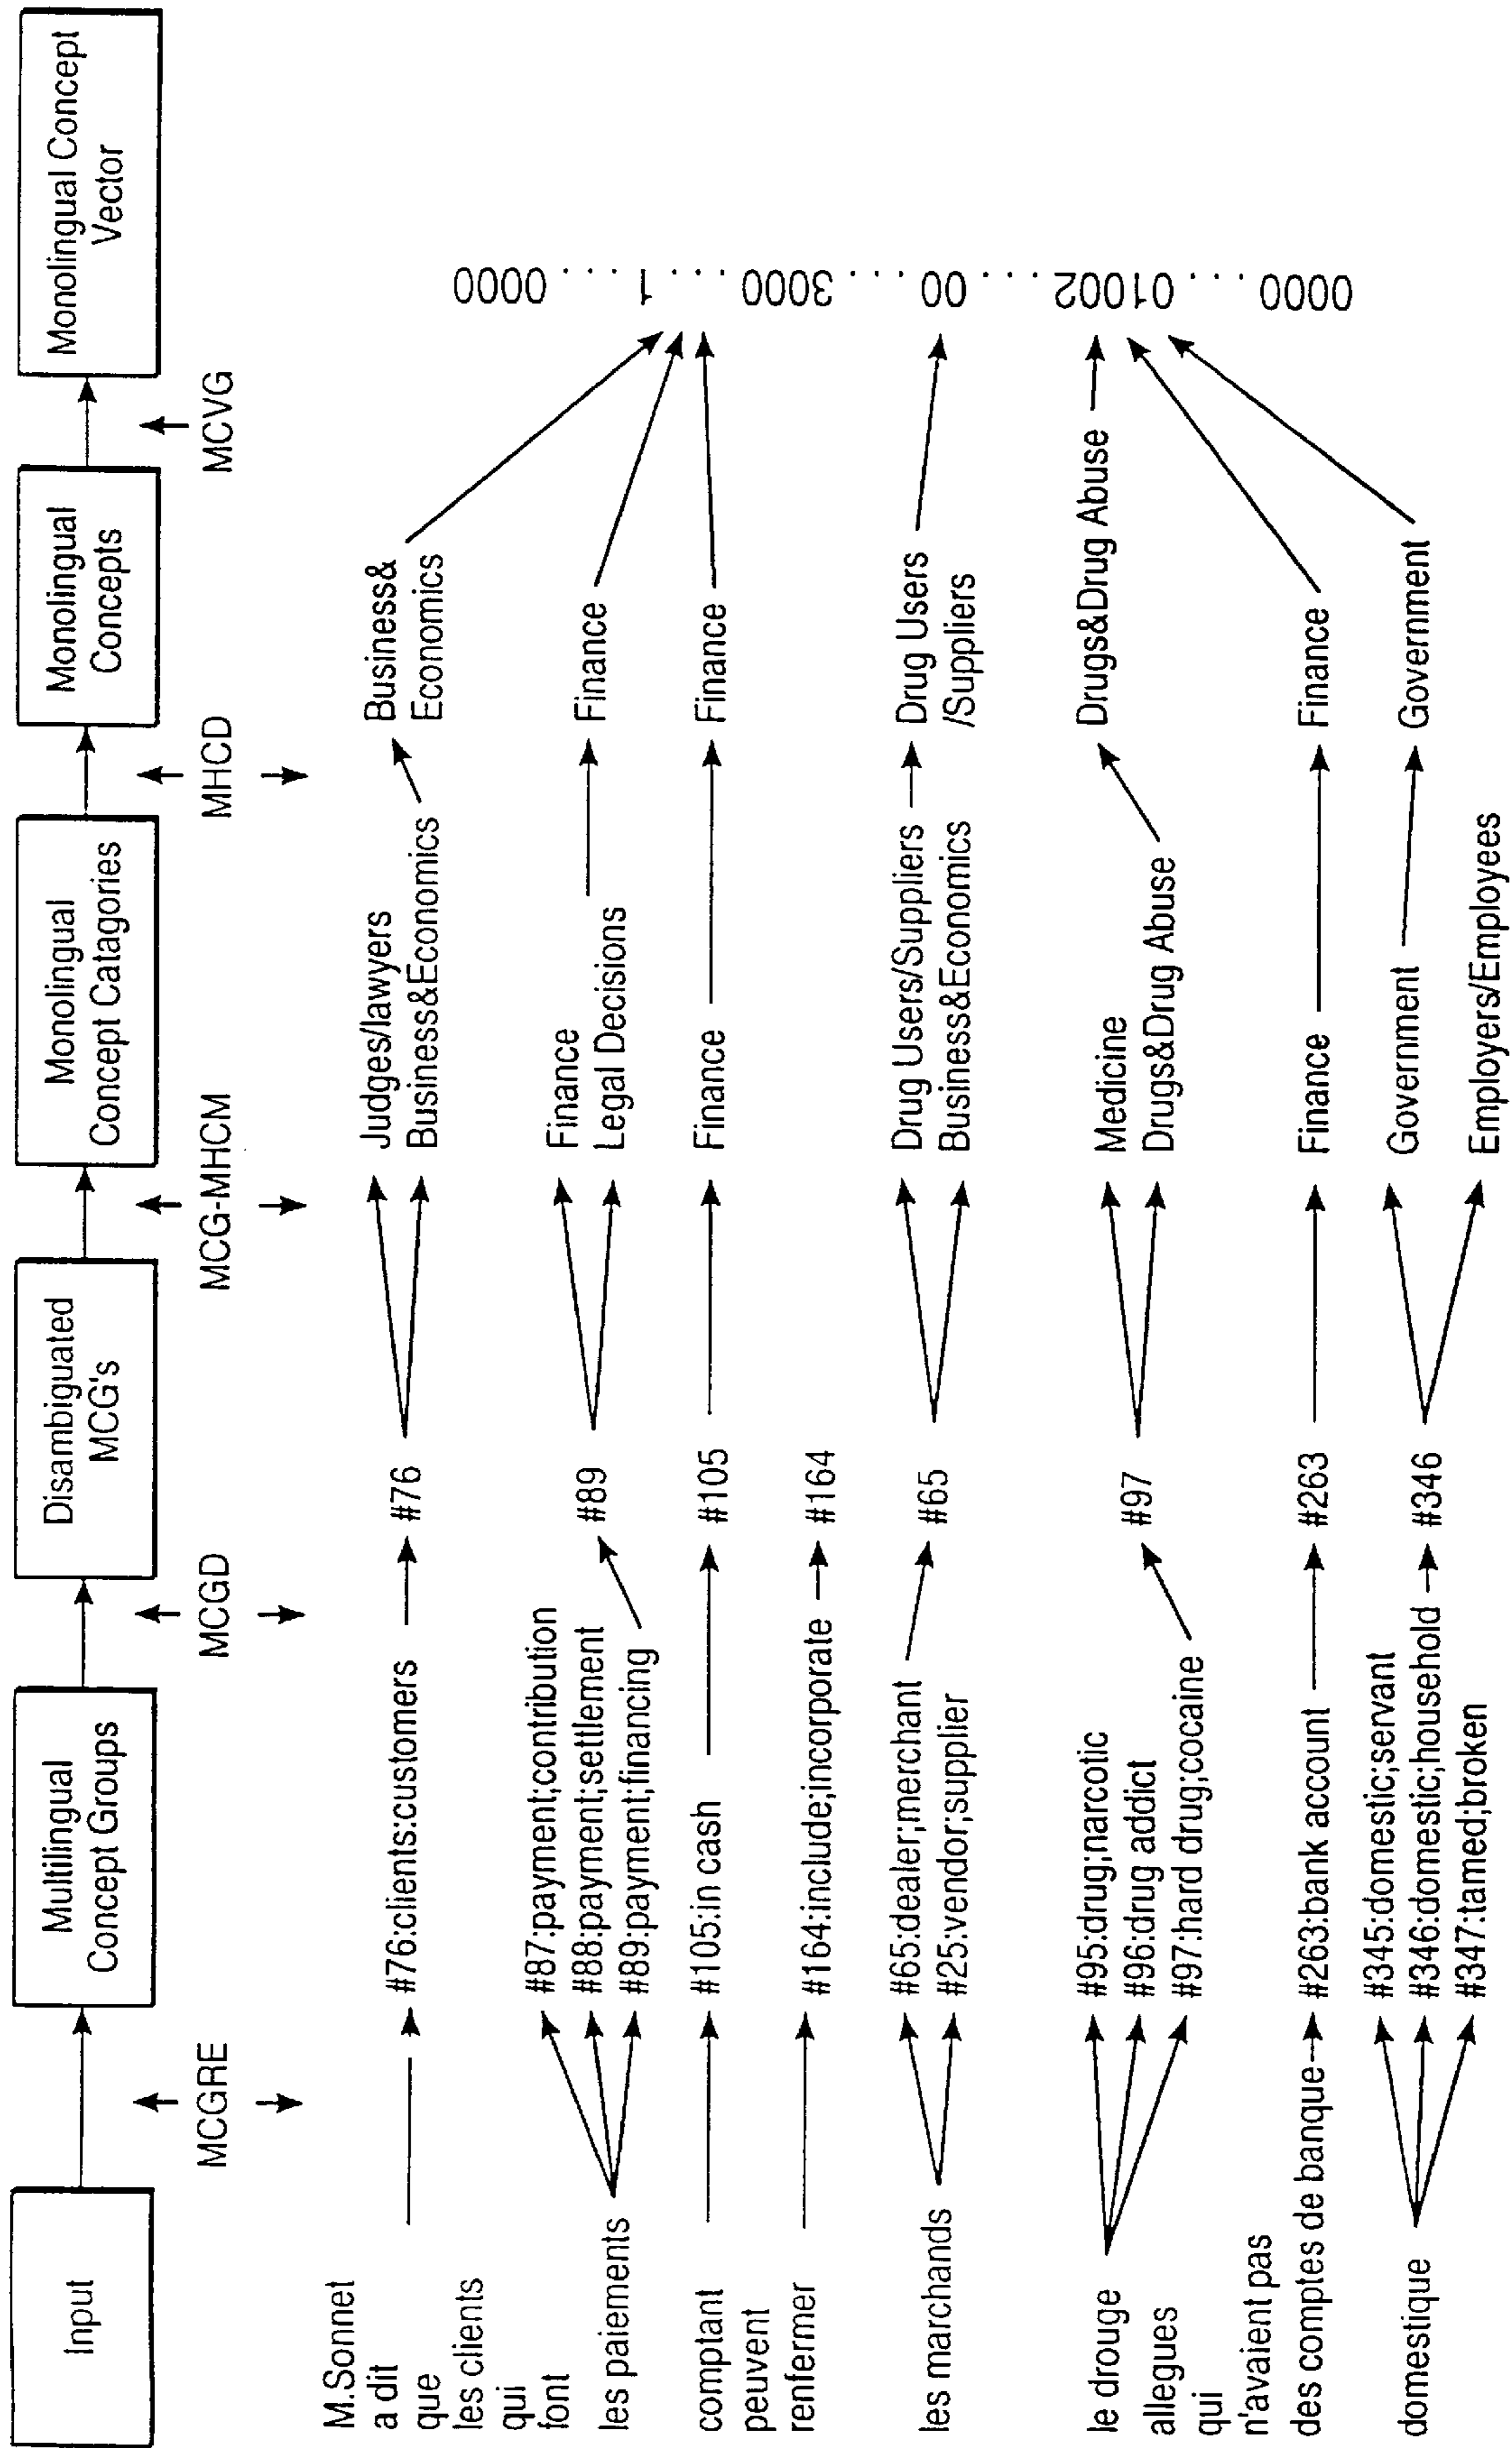 Input
Multilingual
Concept Groups
Disambiguated
MCG's
Monolingual
Concept Catagories
Monolingual
Concepts
Monolingual Concept
Vector
MCGRE
MCGD
MCG-MHCM
MHCD
MCVG
M.Sonnet
a dit
que
les clients
qui
font
les paiements
comptant
peuvent
renfermer
les marchands
le drouge
allegues
qui
n'avaient pas
des comptes de banque
domestique
#76:clients:customers
#87:payment;contribution
#88:payment;settlement
#89:payment;financing
#105:in cash
#164:include;incorporate
#65:dealer;merchant
#25:vendor;supplier
#95:drug;narcotic
#96:drug addict
#97:hard drug;cocaine
#263:bank account
#345:domestic;servant
#346:domestic;household
#347:tamed;broken
#76
#89
#105
#164
#65
#97
#263
#346
Judges/lawyers
Business&Economics
Finance
Legal Decisions
Finance
Drug Users/Suppliers
Business&Economics
Medicine
Drugs&Drug Abuse
Finance
Government
Employers/Employees
Business&
Economics
Finance
Finance
Drug Users
/Suppliers
Drugs&Drug Abuse
Finance
Government
0000 . . . . 1 . . . . 3000 . . . . 00 . . . . . 01002 . . . . 0000